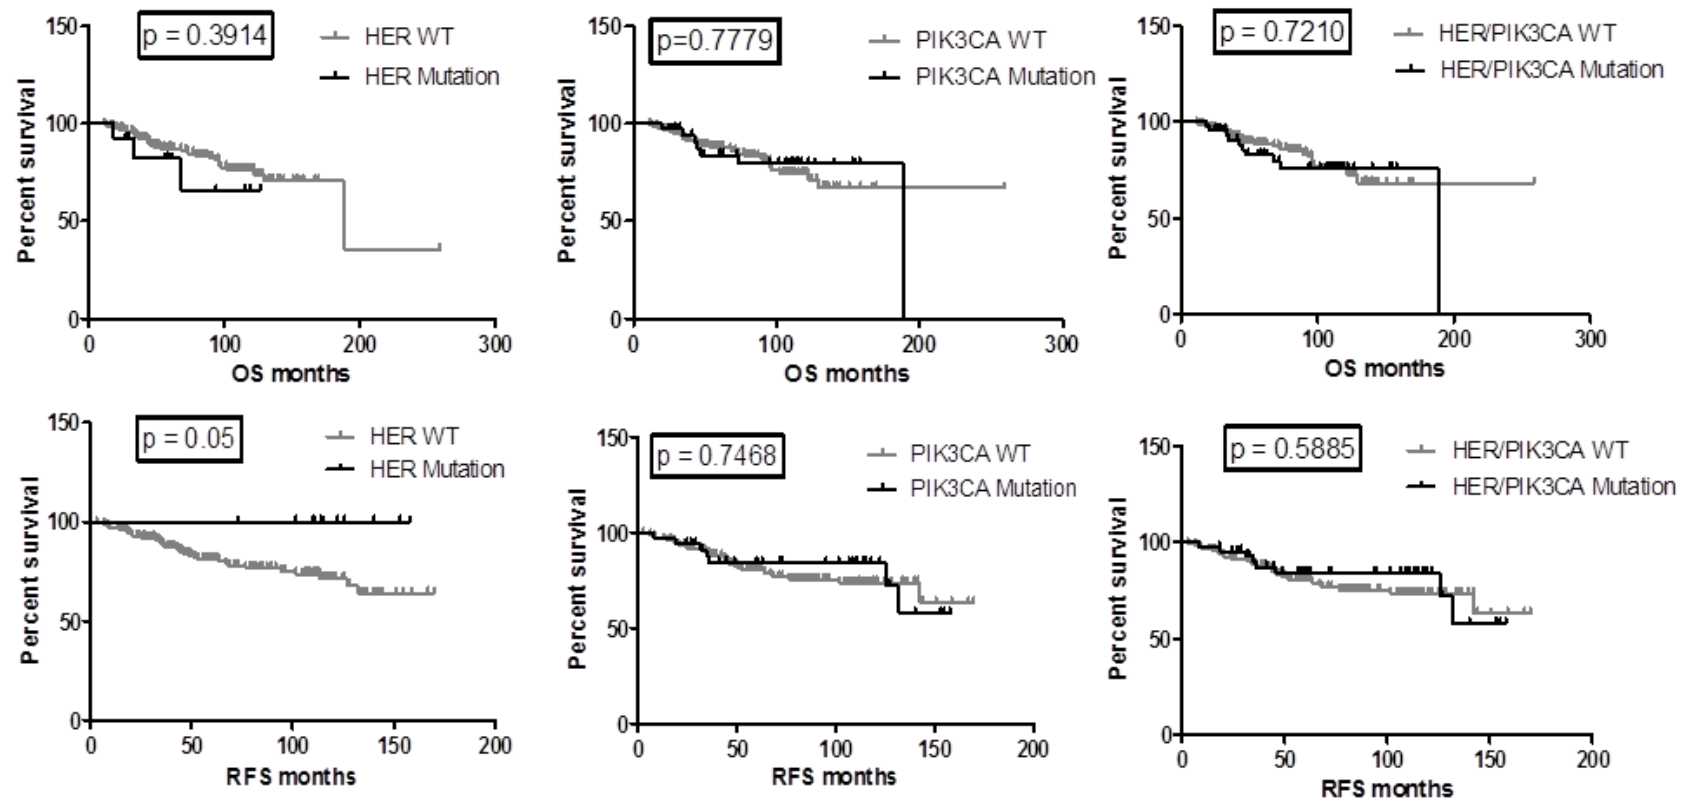 150
p = 0.3914
HER WT
HER Mutation
100
50
0
Percent survival
0 100 200 300
OS months
150
p=0.7779
PIK3CA WT
PIK3CA Mutation
100
50
0
Percent survival
0 100 200 300
OS months
150
p = 0.7210
HER/PIK3CA WT
HER/PIK3CA Mutation
100
50
0
Percent survival
0 100 200 300
OS months
150
p = 0.05
HER WT
HER Mutation
100
50
0
Percent survival
0 50 100 150 200
RFS months
150
p = 0.7468
PIK3CA WT
PIK3CA Mutation
100
50
0
Percent survival
0 50 100 150 200
RFS months
150
p = 0.5885
HER/PIK3CA WT
HER/PIK3CA Mutation
100
50
0
Percent survival
0 50 100 150 200
RFS months